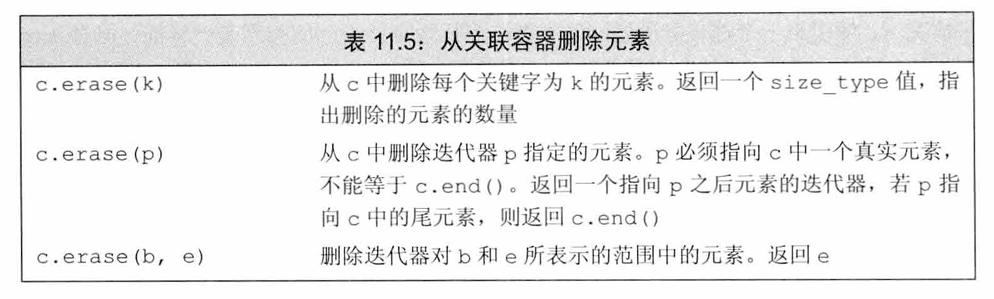 表 11.5：从关联容器删除元素
c.erase(k) 从 c 中删除每个关键字为 k 的元素。返回一个 size_type 值，指
出删除的元素的数量
c.erase(p) 从 c 中删除迭代器 p 指定的元素。p 必须指向 c 中一个真实元素，
不能等于 c.end()。返回一个指向 p 之后元素的迭代器，若 p 指
向 c 中的尾元素，则返回 c.end()
c.erase(b, e) 删除迭代器对 b 和 e 所表示的范围中的元素。返回 e